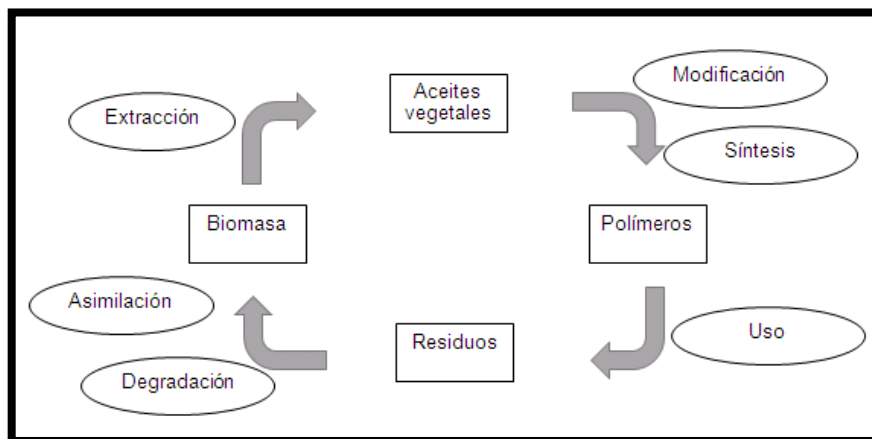 Modificación
Aceites
vegetales
Extracción
Síntesis
Biomasa
Polímeros
Asimilación
Uso
Residuos
Degradación